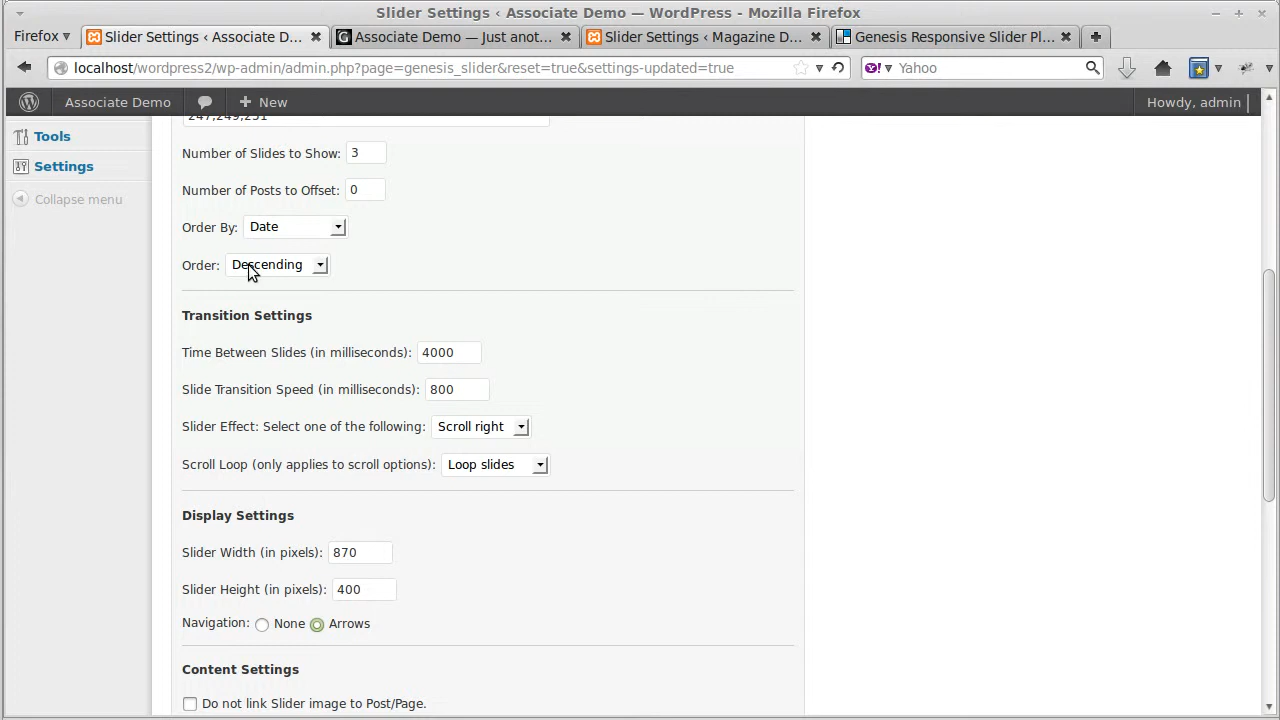 Slider Settings ‹ Associate Demo — WordPress - Mozilla Firefox
Firefox
Slider Settings ‹ Associate D...
Associate Demo — Just anot...
Slider Settings ‹ Magazine D...
Genesis Responsive Slider Pl...
localhost/wordpress2/wp-admin/admin.php?page=genesis_slider&reset=true&settings-updated=true
Yahoo
Associate Demo
New
Howdy, admin
Tools
Settings
Collapse menu
247,249,251
Number of Slides to Show: 3
Number of Posts to Offset: 0
Order By: Date
Order: Descending
Transition Settings
Time Between Slides (in milliseconds): 4000
Slide Transition Speed (in milliseconds): 800
Slider Effect: Select one of the following: Scroll right
Scroll Loop (only applies to scroll options): Loop slides
Display Settings
Slider Width (in pixels): 870
Slider Height (in pixels): 400
Navigation: None Arrows
Content Settings
Do not link Slider image to Post/Page.